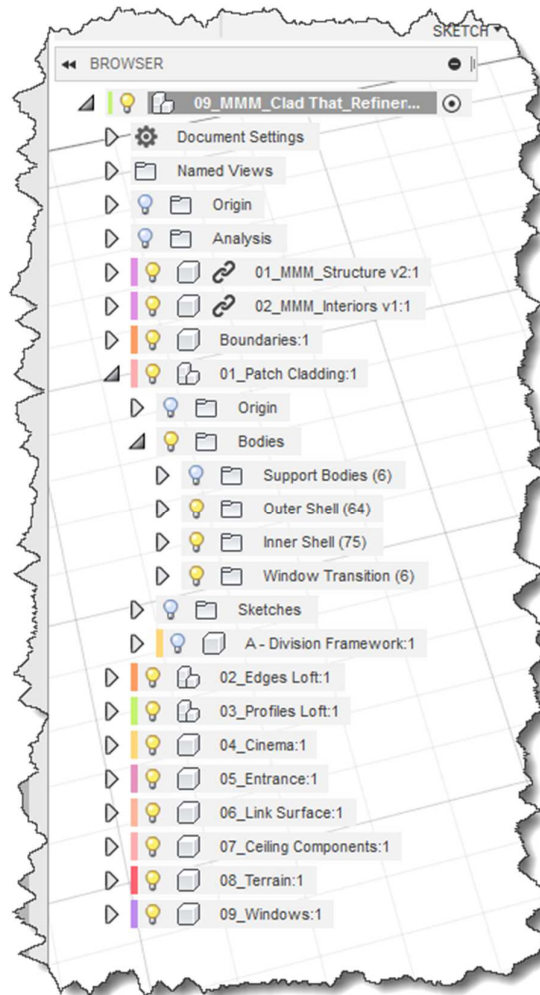 SKETCH
BROWSER
09_MMM_Clad That_Refiner...
Document Settings
Named Views
Origin
Analysis
01_MMM_Structure v2:1
02_MMM_Interiors v1:1
Boundaries:1
01_Patch Cladding:1
Origin
Bodies
Support Bodies (6)
Outer Shell (64)
Inner Shell (75)
Window Transition (6)
Sketches
A - Division Framework:1
02_Edges Loft:1
03_Profiles Loft:1
04_Cinema:1
05_Entrance:1
06_Link Surface:1
07_Ceiling Components:1
08_Terrain:1
09_Windows:1